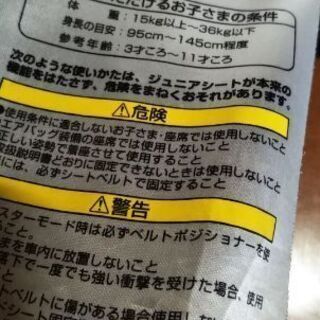 ただけるお子さまの条件
体 重：15kg以上～36kg以下
身長の目安：95cm～145cm程度
参考年齢：3才ごろ～11才ごろ
次のような使いかたは、ジュニアシートが本来の
機能をはたさず、危険をまねくおそれがあります。
⚠危険
●使用条件に適合しないお子さま・座席では使用しないこと
エアバッグ装備の座席では使用しないこと
正しい姿勢で着座させて使用すること
取扱説明書どおりに固定できないときは使用しないこと
には、必ずシートベルトで固定すること
⚠警告
スターモード時は必ずベルトポジショナーを使
ること。
まを車内に放置しないこと
落下で一度でも強い衝撃を受けた場合、使用
こと
トベルトに傷がある場合使用し